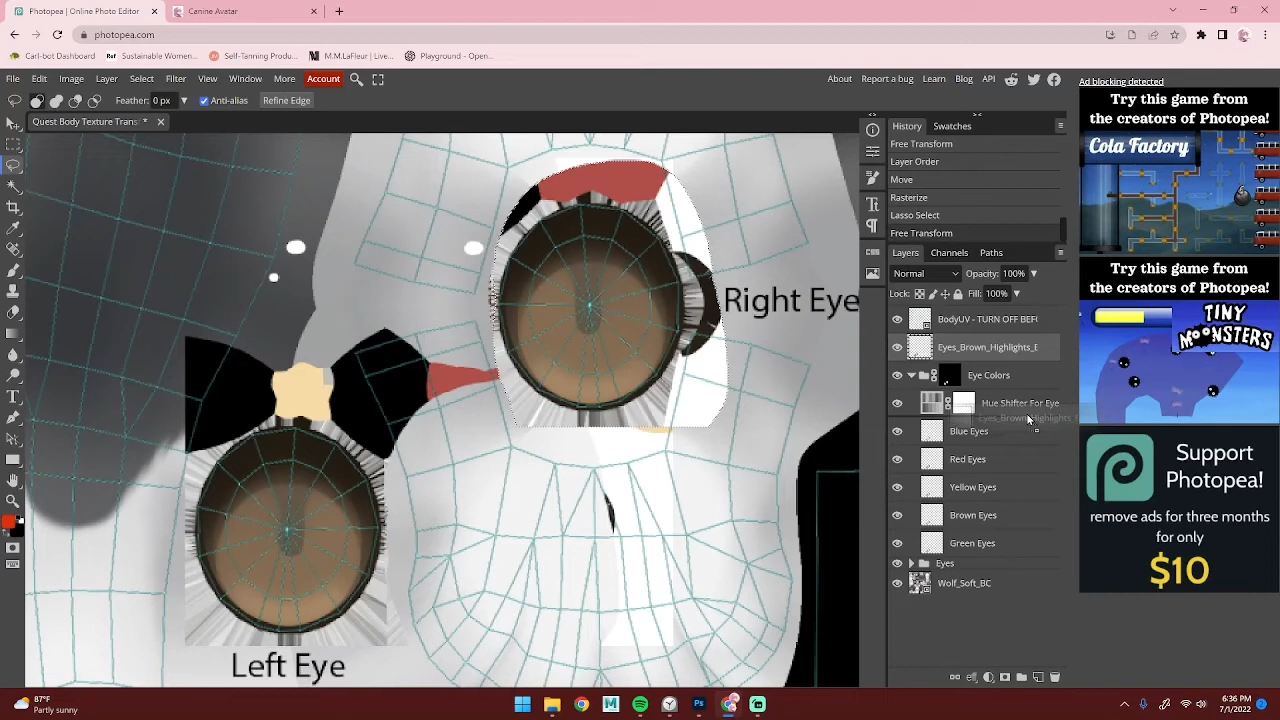 Photopea | Online Photo Editor
Canine Avatar
photopea.com
Carl-bot Dashboard
Sustainable Women...
Self-Tanning Produ...
M.M.LaFleur | Live...
Playground - Open...
File Edit Image Layer Select Filter View Window More Account
About Report a bug Learn Blog API
Ad blocking detected
Feather: 0 px Anti-alias Refine Edge
Quest Body Texture Trans *
History Swatches
Free Transform
Layer Order
Move
Rasterize
Lasso Select
Free Transform
Layers Channels Paths
Normal Opacity: 100%
Lock: Fill: 100%
BodyUV - TURN OFF BEF
Eyes_Brown_Highlights_E
Eye Colors
Hue Shifter For Eye
Eyes_Brown_Highlights_
Blue Eyes
Red Eyes
Yellow Eyes
Brown Eyes
Green Eyes
Eyes
Wolf_Soft_BC
Right Eye
Left Eye
Try this game from
the creators of Photopea!
Cola Factory
Try this game from
the creators of Photopea!
TINY
MONSTERS
Support
Photopea!
remove ads for three months
for only
$10
87°F
Partly sunny
6:36 PM
7/1/2022